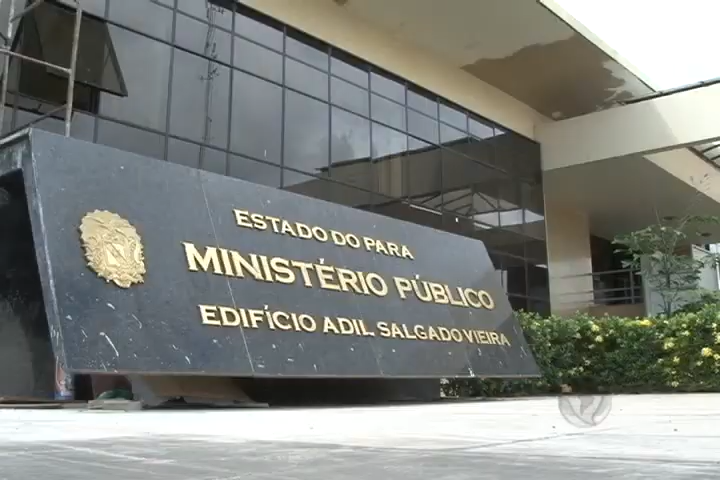 ESTADO DO PARA
MINISTÉRIO PÚBLICO
EDIFÍCIO ADIL SALGADO VIEIRA